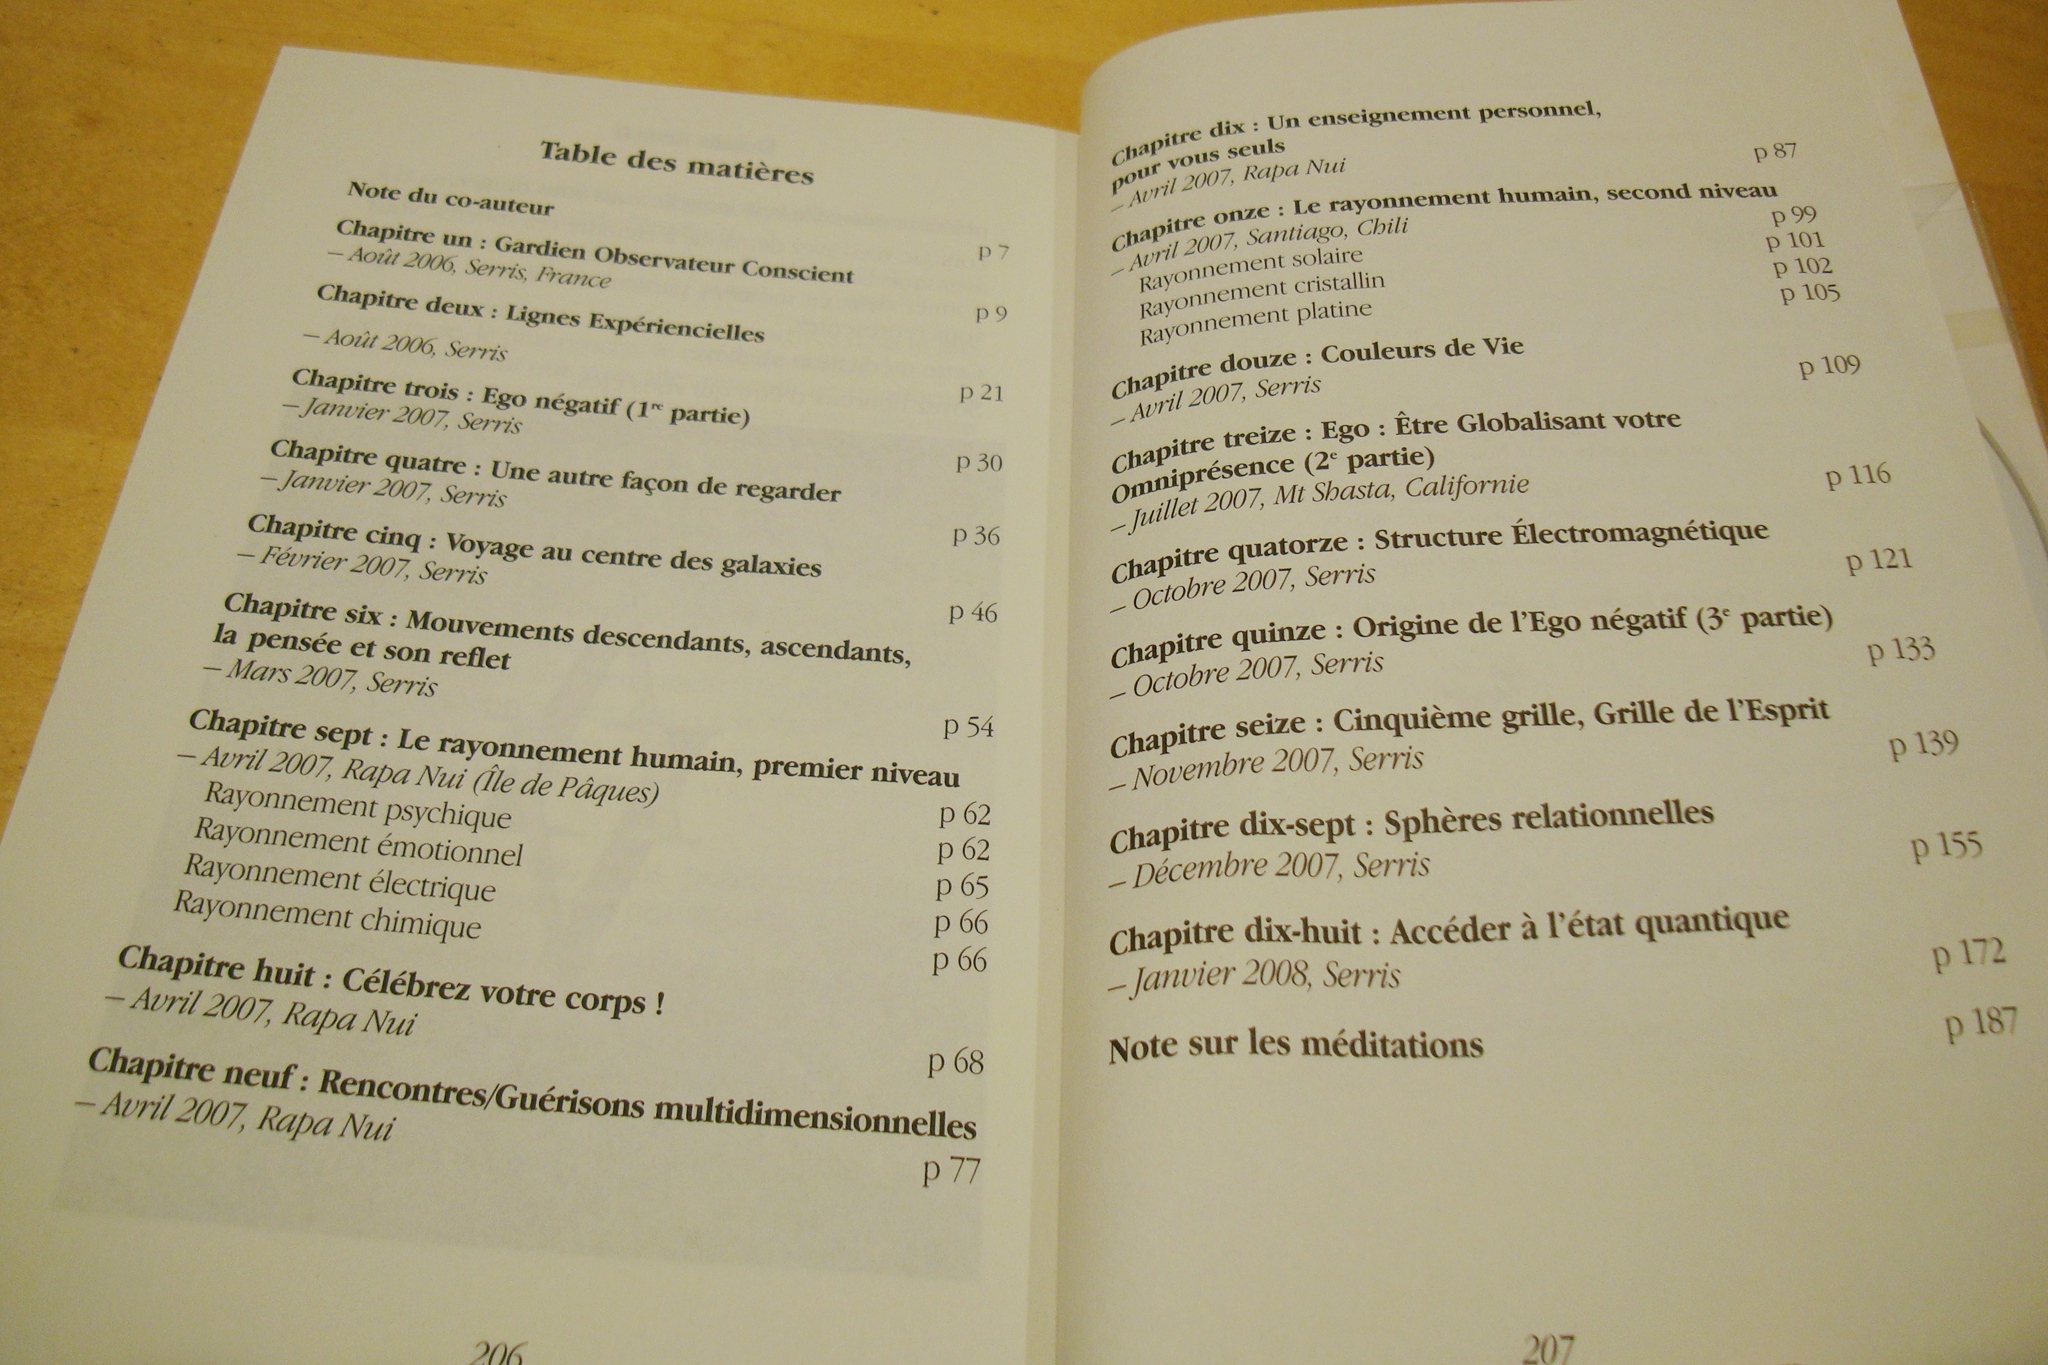 Table des matières
Note du co-auteur
p 7
Chapitre un : Gardien Observateur Conscient
– Août 2006, Serris, France
p 9
Chapitre deux : Lignes Expériencielles
– Août 2006, Serris
p 21
Chapitre trois : Ego négatif (1re partie)
– Janvier 2007, Serris
p 30
Chapitre quatre : Une autre façon de regarder
– Janvier 2007, Serris
p 36
Chapitre cinq : Voyage au centre des galaxies
– Février 2007, Serris
p 46
Chapitre six : Mouvements descendants, ascendants,
la pensée et son reflet
– Mars 2007, Serris
p 54
Chapitre sept : Le rayonnement humain, premier niveau
– Avril 2007, Rapa Nui (Île de Pâques)
p 62
Rayonnement psychique
p 62
Rayonnement émotionnel
p 65
Rayonnement électrique
p 66
Rayonnement chimique
p 66
Chapitre huit : Célébrez votre corps !
– Avril 2007, Rapa Nui
p 68
Chapitre neuf : Rencontres/Guérisons multidimensionnelles
– Avril 2007, Rapa Nui
p 77
206
Chapitre dix : Un enseignement personnel,
pour vous seuls
– Avril 2007, Rapa Nui
p 87
Chapitre onze : Le rayonnement humain, second niveau
– Avril 2007, Santiago, Chili
p 99
Rayonnement solaire
p 101
Rayonnement cristallin
p 102
Rayonnement platine
p 105
Chapitre douze : Couleurs de Vie
– Avril 2007, Serris
p 109
Chapitre treize : Ego : Être Globalisant votre
Omniprésence (2e partie)
– Juillet 2007, Mt Shasta, Californie
p 116
Chapitre quatorze : Structure Électromagnétique
– Octobre 2007, Serris
p 121
Chapitre quinze : Origine de l'Ego négatif (3e partie)
– Octobre 2007, Serris
p 133
Chapitre seize : Cinquième grille, Grille de l'Esprit
– Novembre 2007, Serris
p 139
Chapitre dix-sept : Sphères relationnelles
– Décembre 2007, Serris
p 155
Chapitre dix-huit : Accéder à l'état quantique
– Janvier 2008, Serris
p 172
Note sur les méditations
p 187
207